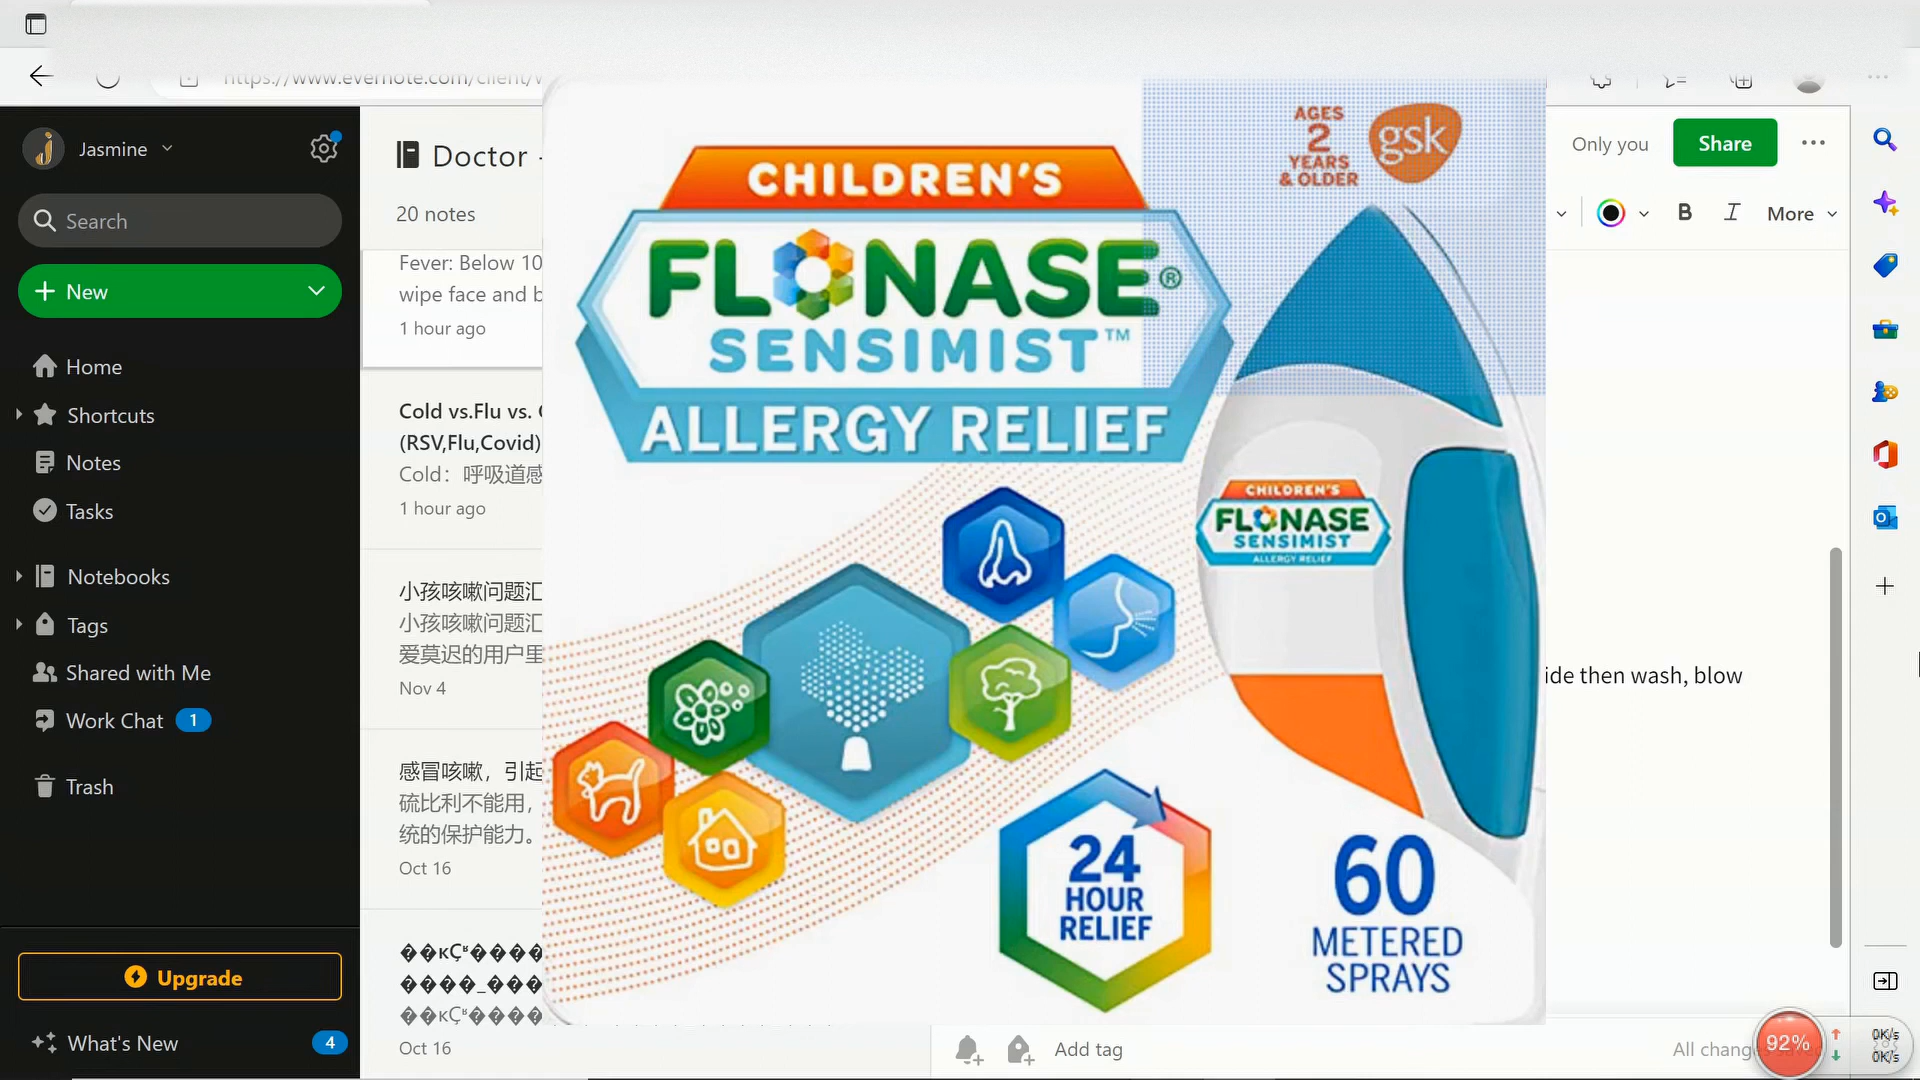 Jasmine
Search
New
Home
Shortcuts
Notes
Tasks
Notebooks
Tags
Shared with Me
Work Chat 1
Trash
Upgrade
What's New 4
Doctor
20 notes
Fever: Below 10
wipe face and b
1 hour ago
Cold vs.Flu vs.
(RSV,Flu,Covid)
Cold：呼吸道感
1 hour ago
小孩咳嗽问题汇
小孩咳嗽问题汇
爱莫迟的用户里
Nov 4
感冒咳嗽，引起
硫比利不能用，
统的保护能力。
Oct 16
Oct 16
AGES
2
YEARS
& OLDER
gsk
CHILDREN'S
FLONASE®
SENSIMIST™
ALLERGY RELIEF
CHILDREN'S
FLONASE
SENSIMIST
ALLERGY RELIEF
24
HOUR
RELIEF
60
METERED
SPRAYS
Only you
Share
B I More
ide then wash, blow
Add tag
All chang
92%
0K/s
0K/s